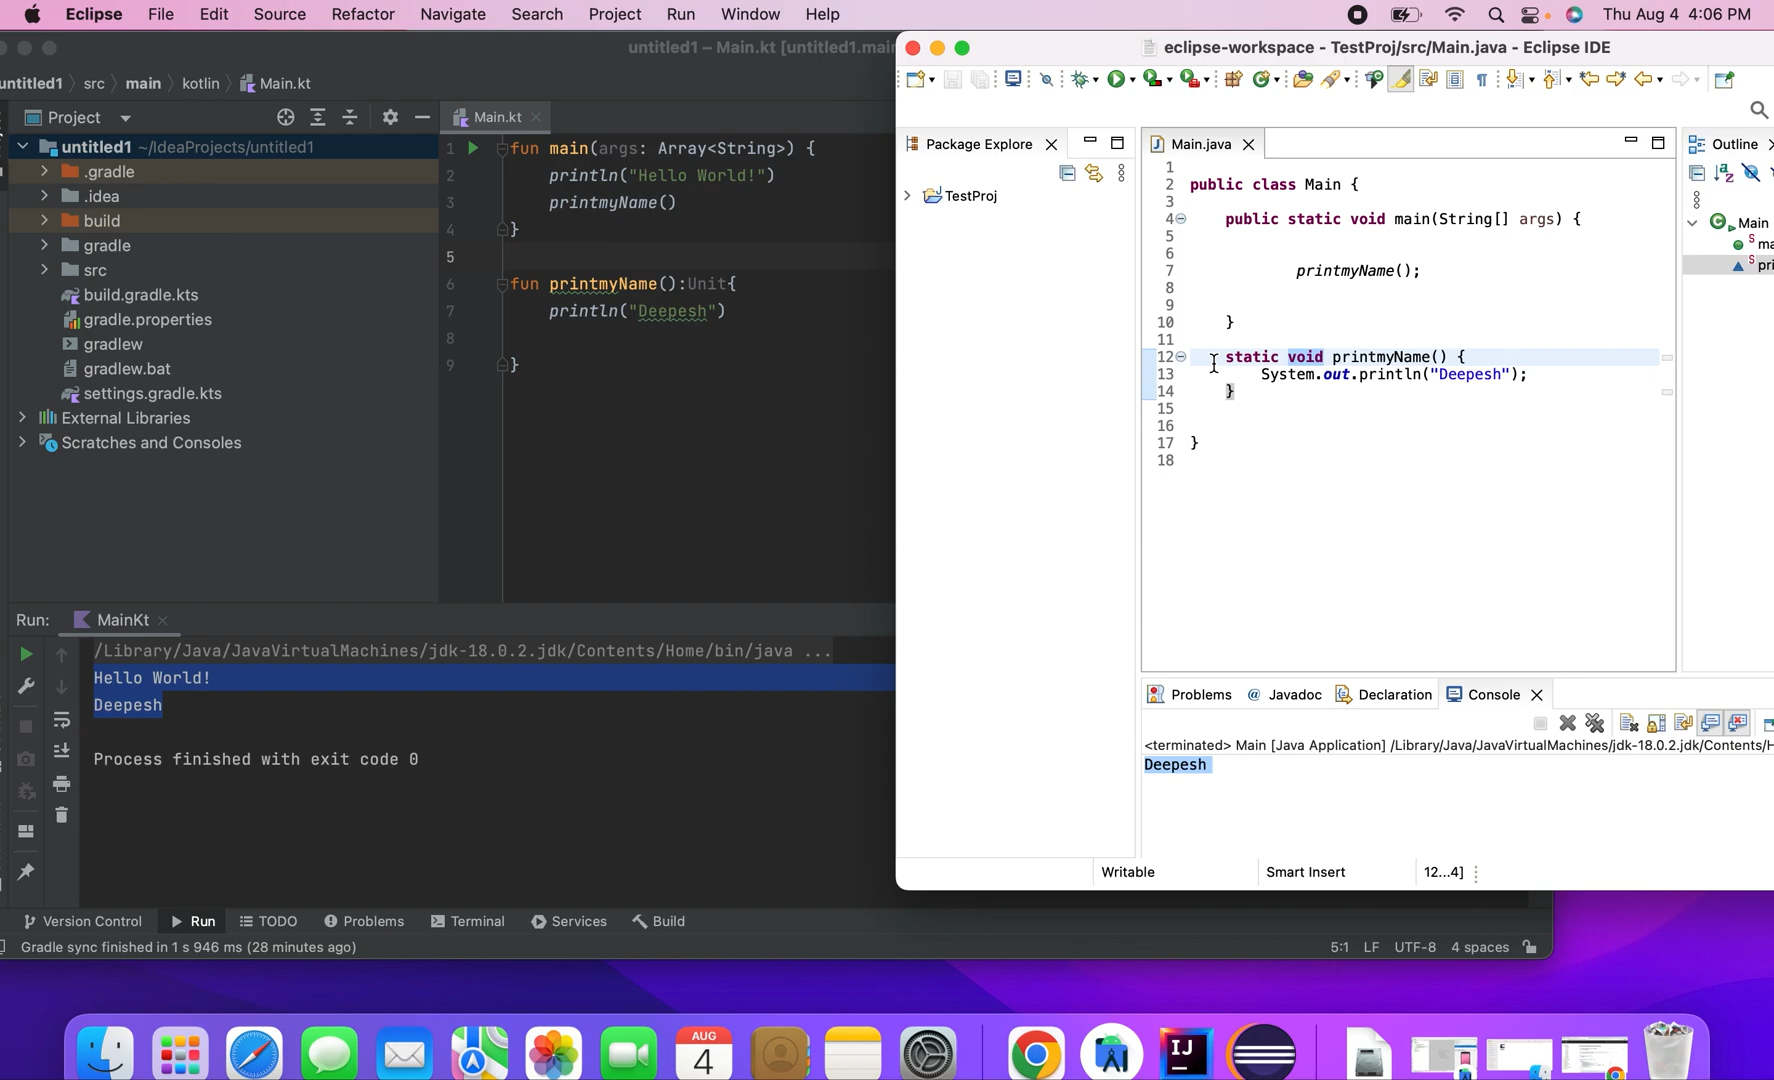 Eclipse File Edit Source Refactor Navigate Search Project Run Window Help Thu Aug 4 4:06 PM
untitled1 – Main.kt [untitled1.main
untitled1 src main kotlin Main.kt
Project
Main.kt
untitled1 ~/IdeaProjects/untitled1
.gradle
.idea
build
gradle
src
build.gradle.kts
gradle.properties
gradlew
gradlew.bat
settings.gradle.kts
External Libraries
Scratches and Consoles
1 fun main(args: Array<String>) {
2 println("Hello World!")
3 printmyName()
4 }
5
6 fun printmyName():Unit{
7 println("Deepesh")
8
9 }
Run: MainKt
/Library/Java/JavaVirtualMachines/jdk-18.0.2.jdk/Contents/Home/bin/java ...
Hello World!
Deepesh
Process finished with exit code 0
Version Control Run TODO Problems Terminal Services Build
Gradle sync finished in 1 s 946 ms (28 minutes ago) 5:1 LF UTF-8 4 spaces
eclipse-workspace - TestProj/src/Main.java - Eclipse IDE
Package Explore
TestProj
Main.java
1
2 public class Main {
3
4 public static void main(String[] args) {
5
6
7 printmyName();
8
9
10 }
11
12 static void printmyName() {
13 System.out.println("Deepesh");
14 }
15
16
17 }
18
Outline
Main
ma
pri
Problems @ Javadoc Declaration Console
<terminated> Main [Java Application] /Library/Java/JavaVirtualMachines/jdk-18.0.2.jdk/Contents/H
Deepesh
Writable Smart Insert 12...4]
AUG
4
IJ